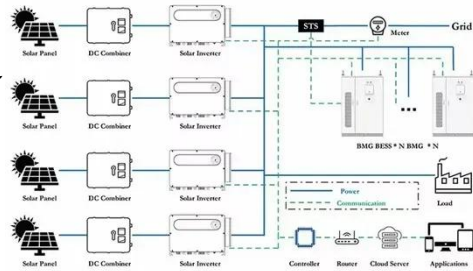 STS
Meter
Grid
Solar Panel
DC Combiner
Solar Inverter
Solar Panel
DC Combiner
Solar Inverter
BMG BESS * N BMG * N
Solar Panel
DC Combiner
Solar Inverter
Power
Communication
Load
Solar Panel
DC Combiner
Solar Inverter
Controller
Router
Cloud Server
Applications